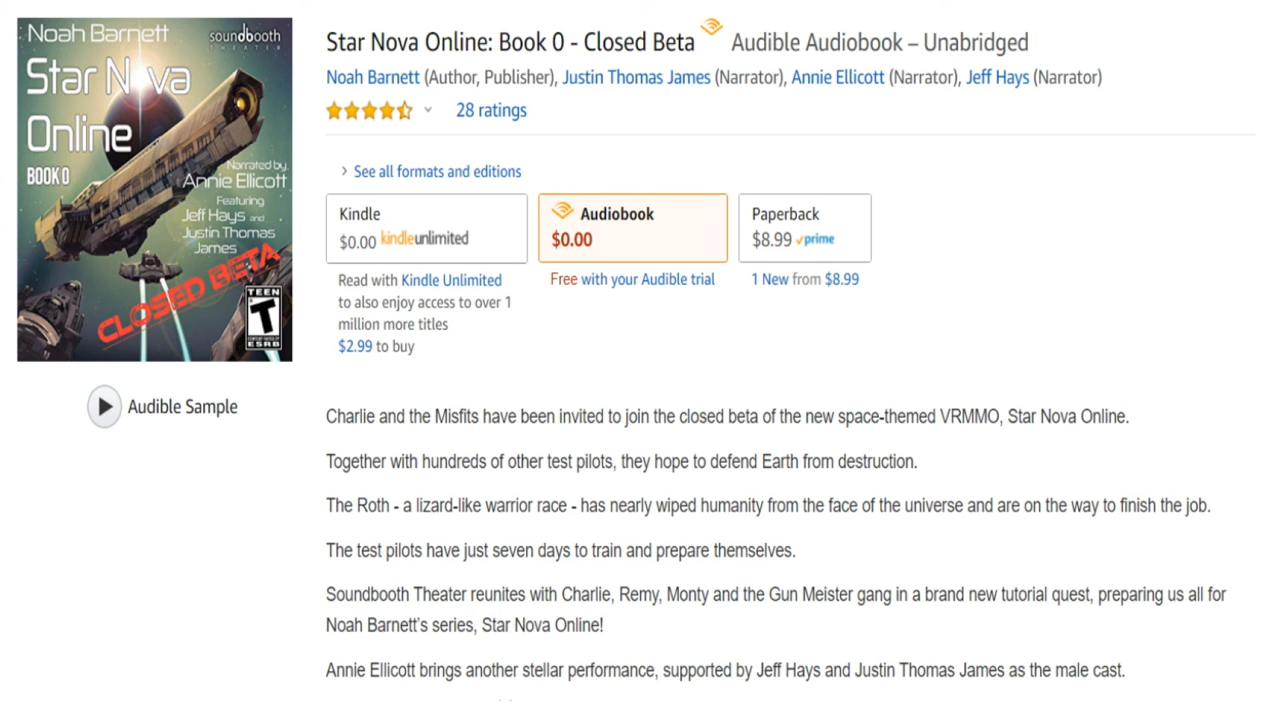 Noah Barnett
soundbooth
THEATER
Star Nova
Online
BOOK 0
Narrated by
Annie Ellicott
Featuring
Jeff Hays and
Justin Thomas
James
CLOSED BETA
TEEN
T
CONTENT RATED BY
ESRB
Audible Sample
Star Nova Online: Book 0 - Closed Beta Audible Audiobook – Unabridged
Noah Barnett (Author, Publisher), Justin Thomas James (Narrator), Annie Ellicott (Narrator), Jeff Hays (Narrator)
28 ratings
See all formats and editions
Kindle
$0.00 kindleunlimited
Read with Kindle Unlimited
to also enjoy access to over 1
million more titles
$2.99 to buy
Audiobook
$0.00
Free with your Audible trial
Paperback
$8.99 prime
1 New from $8.99
Charlie and the Misfits have been invited to join the closed beta of the new space-themed VRMMO, Star Nova Online.
Together with hundreds of other test pilots, they hope to defend Earth from destruction.
The Roth - a lizard-like warrior race - has nearly wiped humanity from the face of the universe and are on the way to finish the job.
The test pilots have just seven days to train and prepare themselves.
Soundbooth Theater reunites with Charlie, Remy, Monty and the Gun Meister gang in a brand new tutorial quest, preparing us all for
Noah Barnett's series, Star Nova Online!
Annie Ellicott brings another stellar performance, supported by Jeff Hays and Justin Thomas James as the male cast.